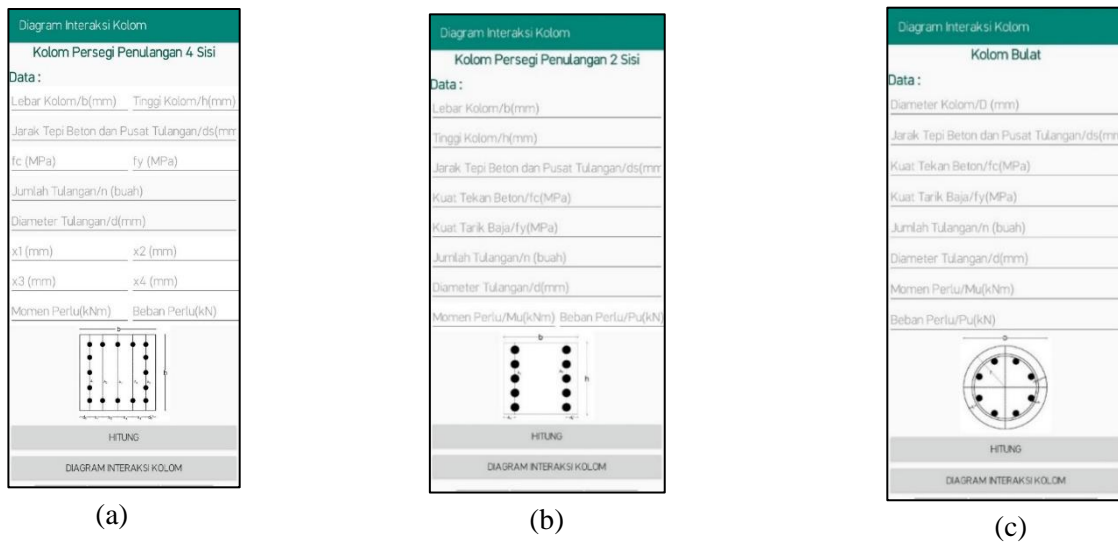 Diagram Interaksi Kolom
Kolom Persegi Penulangan 4 Sisi
Data :
Lebar Kolom/b(mm) Tinggi Kolom/h(mm)
Jarak Tepi Beton dan Pusat Tulangan/ds(mm
fc (MPa) fy (MPa)
Jumlah Tulangan/n (buah)
Diameter Tulangan/d(mm)
x1 (mm) x2 (mm)
x3 (mm) x4 (mm)
Momen Perlu(kNm) Beban Perlu(kN)
b
h
HITUNG
DIAGRAM INTERAKSI KOLOM
(a)
Diagram Interaksi Kolom
Kolom Persegi Penulangan 2 Sisi
Data :
Lebar Kolom/b(mm)
Tinggi Kolom/h(mm)
Jarak Tepi Beton dan Pusat Tulangan/ds(mm
Kuat Tekan Beton/fc(MPa)
Kuat Tarik Baja/fy(MPa)
Jumlah Tulangan/n (buah)
Diameter Tulangan/d(mm)
Momen Perlu/Mu(kNm) Beban Perlu/Pu(kN)
b
h
HITUNG
DIAGRAM INTERAKSI KOLOM
(b)
Diagram Interaksi Kolom
Kolom Bulat
Data :
Diameter Kolom/D (mm)
Jarak Tepi Beton dan Pusat Tulangan/ds(mm
Kuat Tekan Beton/fc(MPa)
Kuat Tarik Baja/fy(MPa)
Jumlah Tulangan/n (buah)
Diameter Tulangan/d(mm)
Momen Perlu/Mu(kNm)
Beban Perlu/Pu(kN)
D
HITUNG
DIAGRAM INTERAKSI KOLOM
(c)